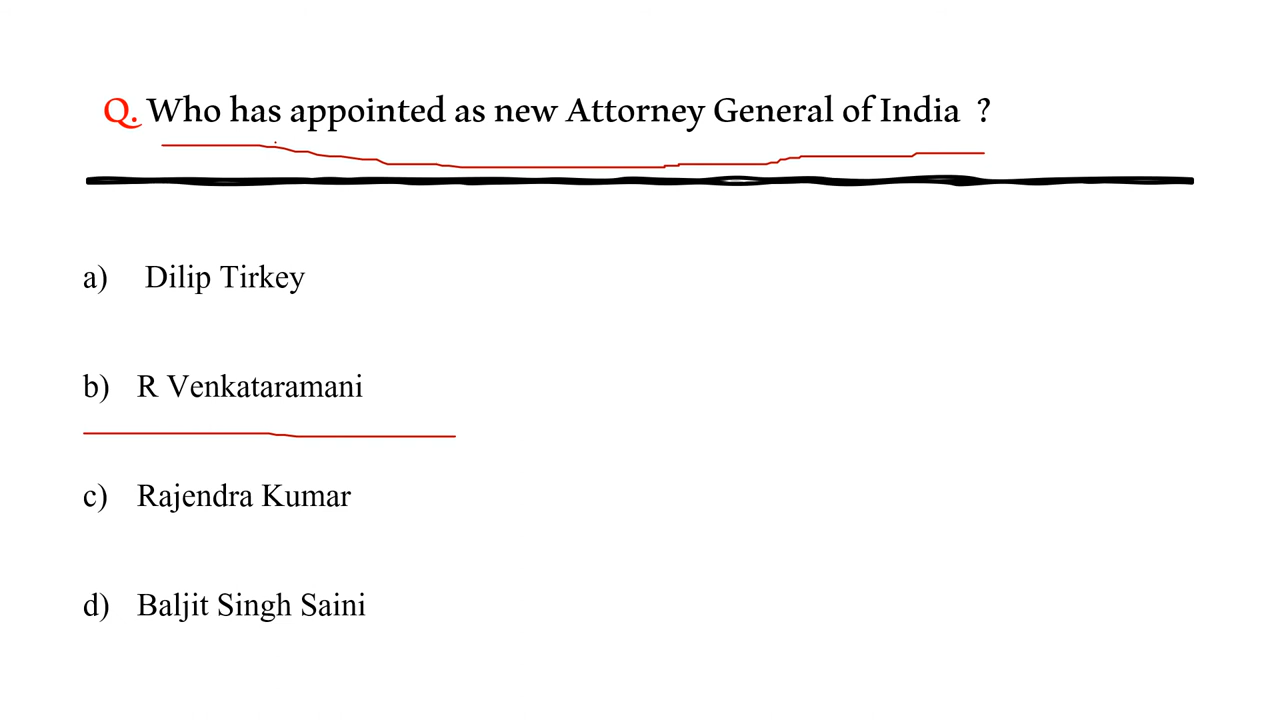 Q. Who has appointed as new Attorney General of India ?
a) Dilip Tirkey
b) R Venkataramani
c) Rajendra Kumar
d) Baljit Singh Saini